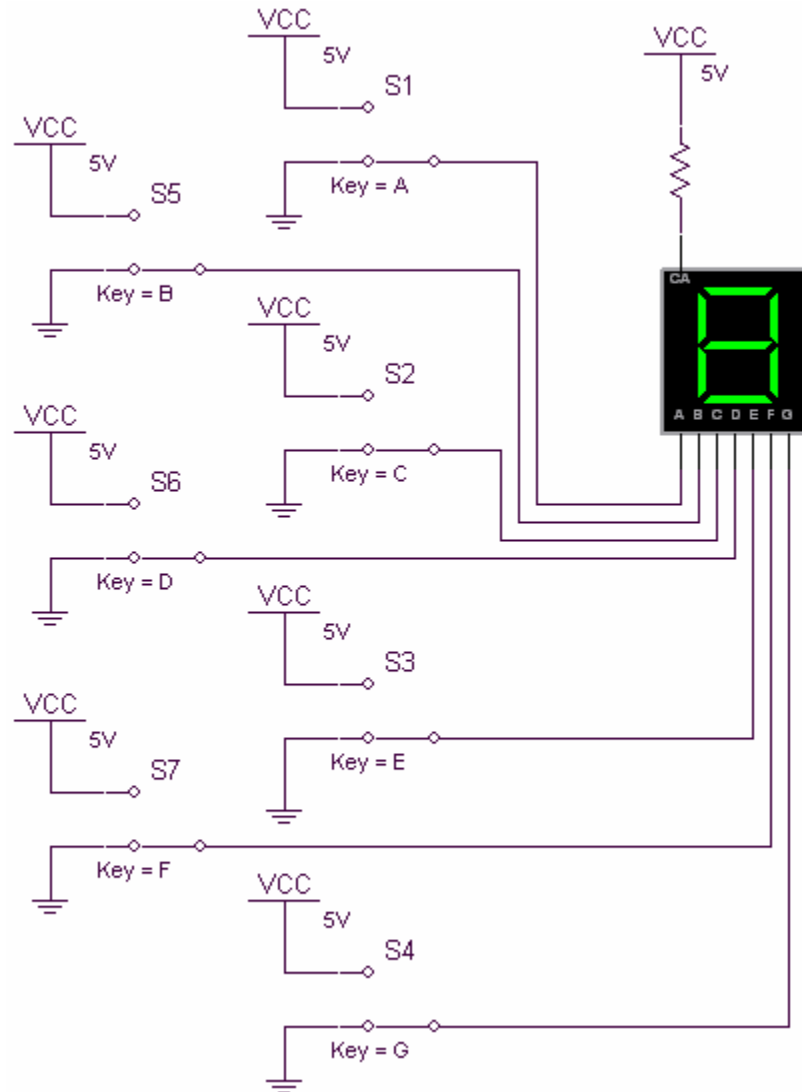 VCC
5V
S1
Key = A
VCC
5V
VCC
5V
S5
Key = B
CA
A B C D E F G
VCC
5V
S2
Key = C
VCC
5V
S6
Key = D
VCC
5V
S3
Key = E
VCC
5V
S7
Key = F
VCC
5V
S4
Key = G